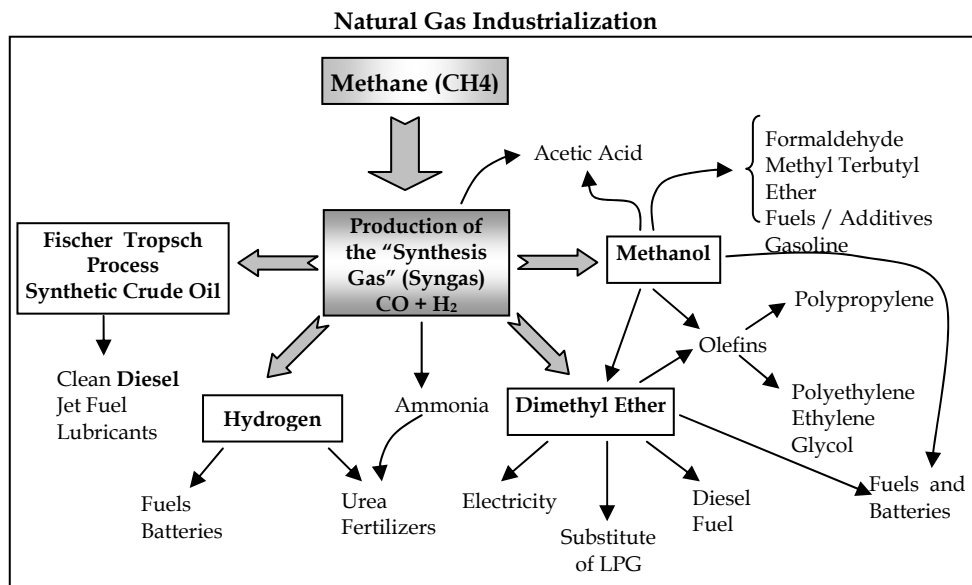 Natural Gas Industrialization
Methane (CH4)
Acetic Acid
Formaldehyde
Methyl Terbutyl
Ether
Fuels / Additives
Gasoline
Fischer Tropsch
Process
Synthetic Crude Oil
Production of
the “Synthesis
Gas” (Syngas)
CO + H₂
Methanol
Polypropylene
Olefins
Polyethylene
Ethylene
Glycol
Clean Diesel
Jet Fuel
Lubricants
Hydrogen
Ammonia
Dimethyl Ether
Fuels
Batteries
Urea
Fertilizers
Electricity
Substitute
of LPG
Diesel
Fuel
Fuels and
Batteries